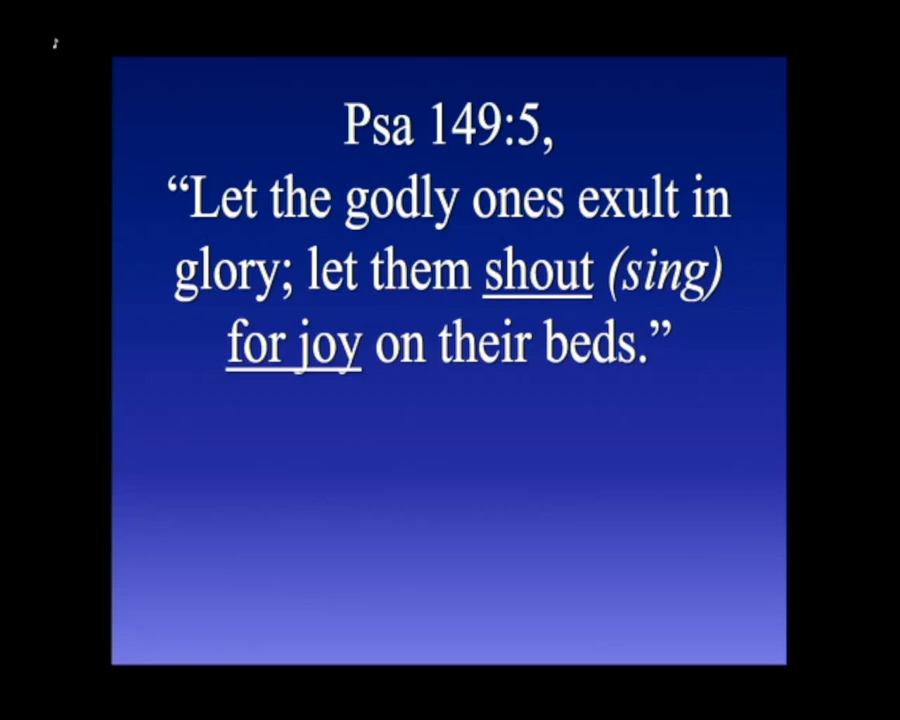 Psa 149:5,
“Let the godly ones exult in
glory; let them shout (sing)
for joy on their beds.”